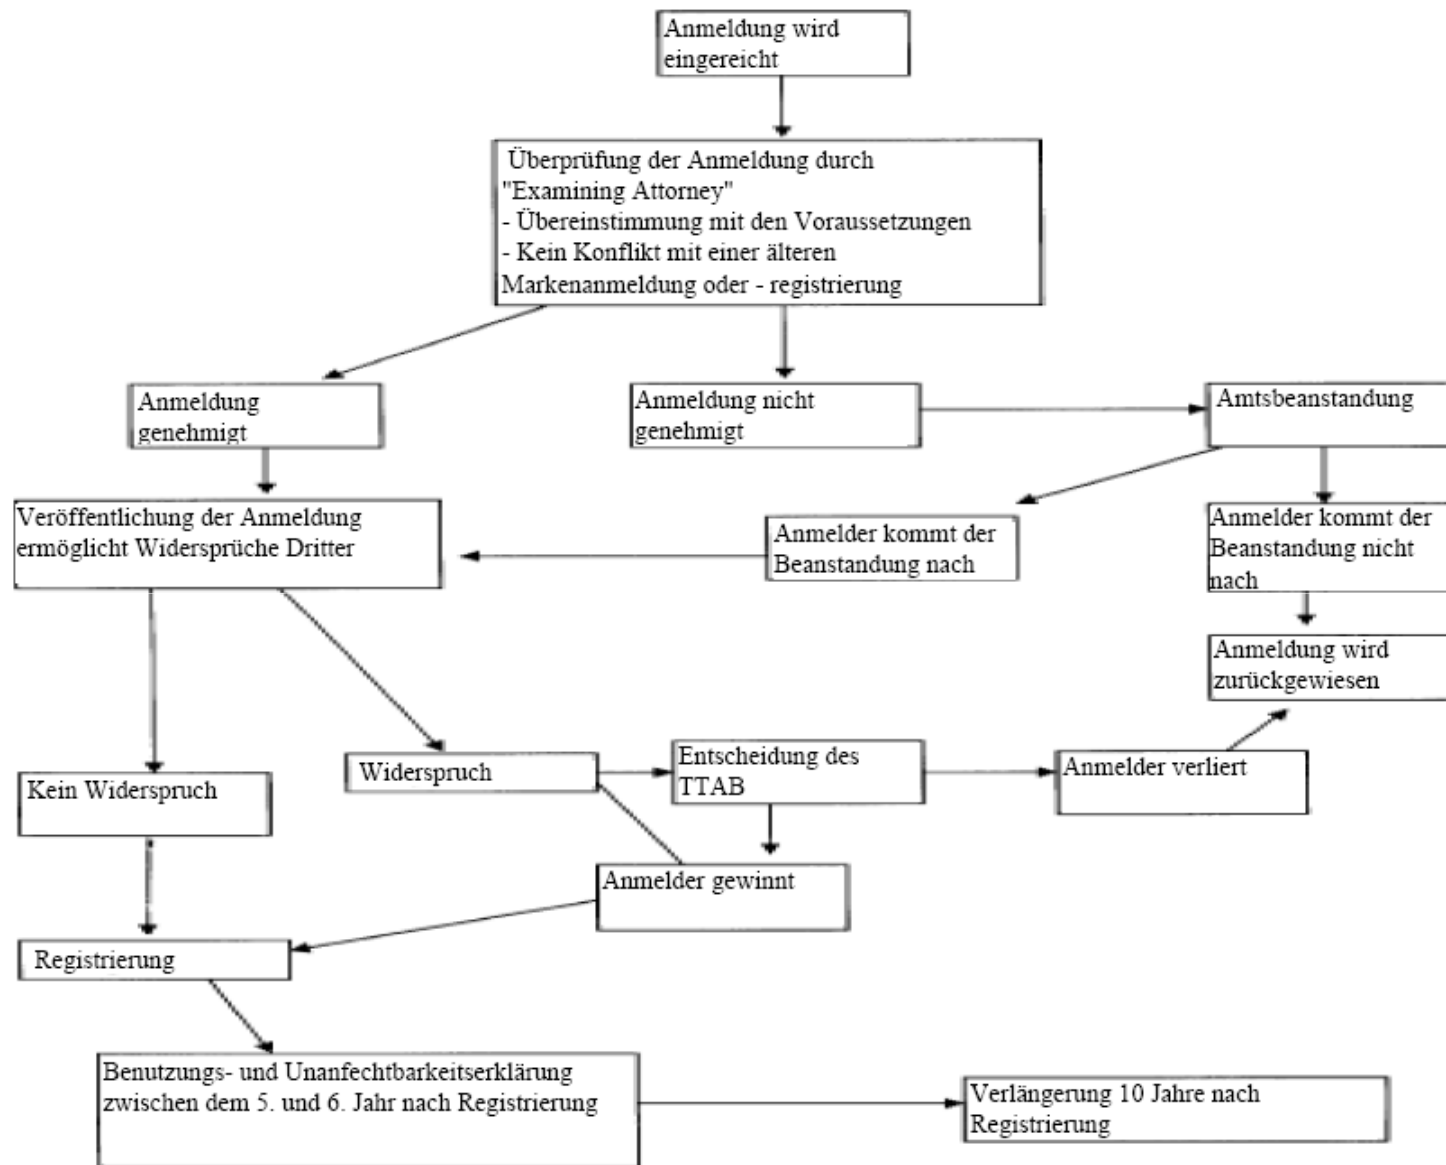 Anmeldung wird
eingereicht
Überprüfung der Anmeldung durch
"Examining Attorney"
- Übereinstimmung mit den Voraussetzungen
- Kein Konflikt mit einer älteren
Markenanmeldung oder - registrierung
Anmeldung
genehmigt
Anmeldung nicht
genehmigt
Amtsbeanstandung
Veröffentlichung der Anmeldung
ermöglicht Widersprüche Dritter
Anmelder kommt der
Beanstandung nach
Anmelder kommt der
Beanstandung nicht
nach
Anmeldung wird
zurückgewiesen
Kein Widerspruch
Widerspruch
Entscheidung des
TTAB
Anmelder verliert
Anmelder gewinnt
Registrierung
Benutzungs- und Unanfechtbarkeitserklärung
zwischen dem 5. und 6. Jahr nach Registrierung
Verlängerung 10 Jahre nach
Registrierung